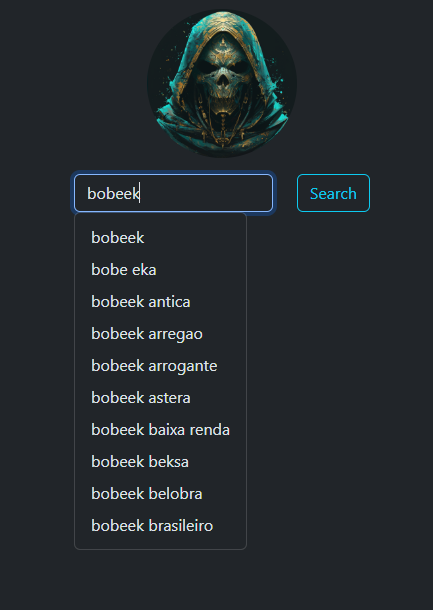 bobeek
Search
bobeek
bobe eka
bobeek antica
bobeek arregao
bobeek arrogante
bobeek astera
bobeek baixa renda
bobeek beksa
bobeek belobra
bobeek brasileiro